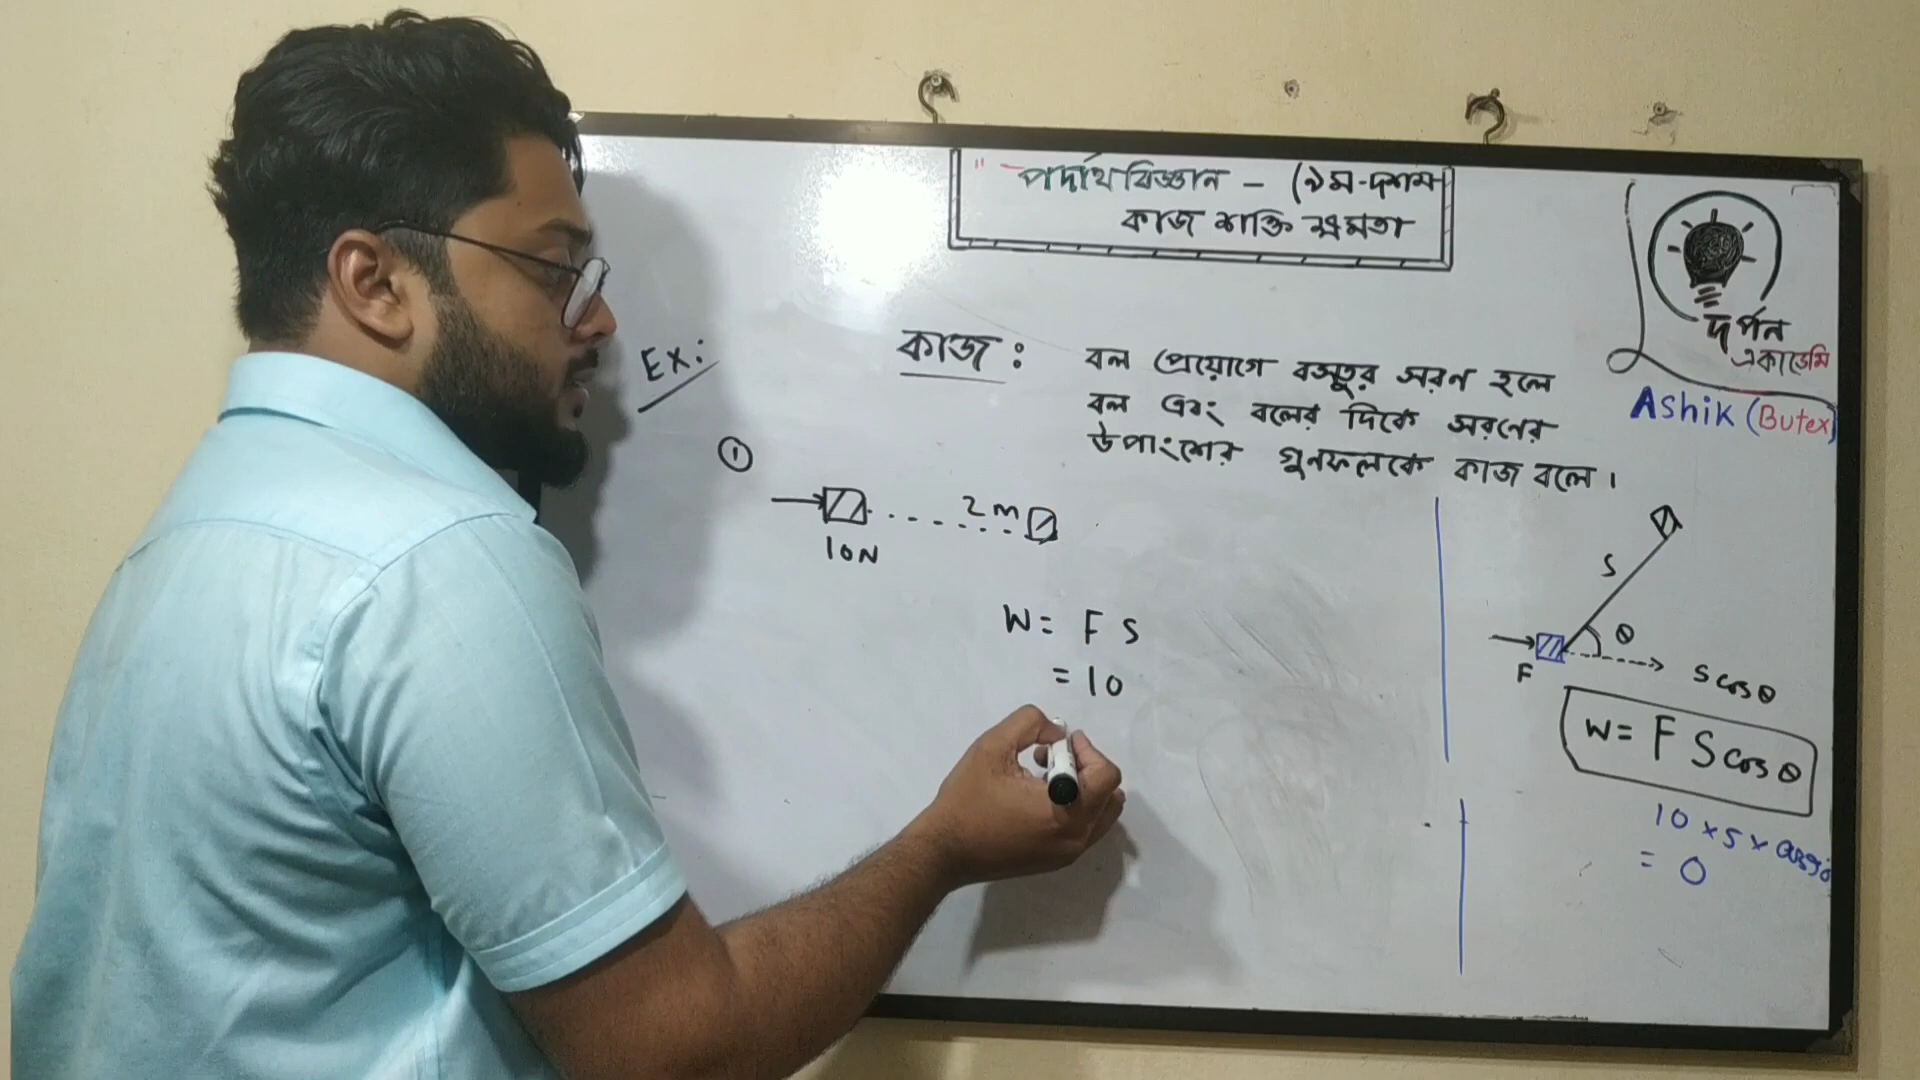 পদার্থবিজ্ঞান - (৯ম-দশম
কাজ শক্তি ক্ষমতা
দর্পন
একাডেমি
Ashik (Butex)
Ex:
কাজ : বল প্রয়োগে বস্তুর সরণ হলে
বল এবং বলের দিকে সরণের
উপাংশের গুনফলকে কাজ বলে।
①
2m
10N
W = F S
= 10
S
θ
F
S cos θ
W = F S cos θ
10 × 5 × cos 90
= 0